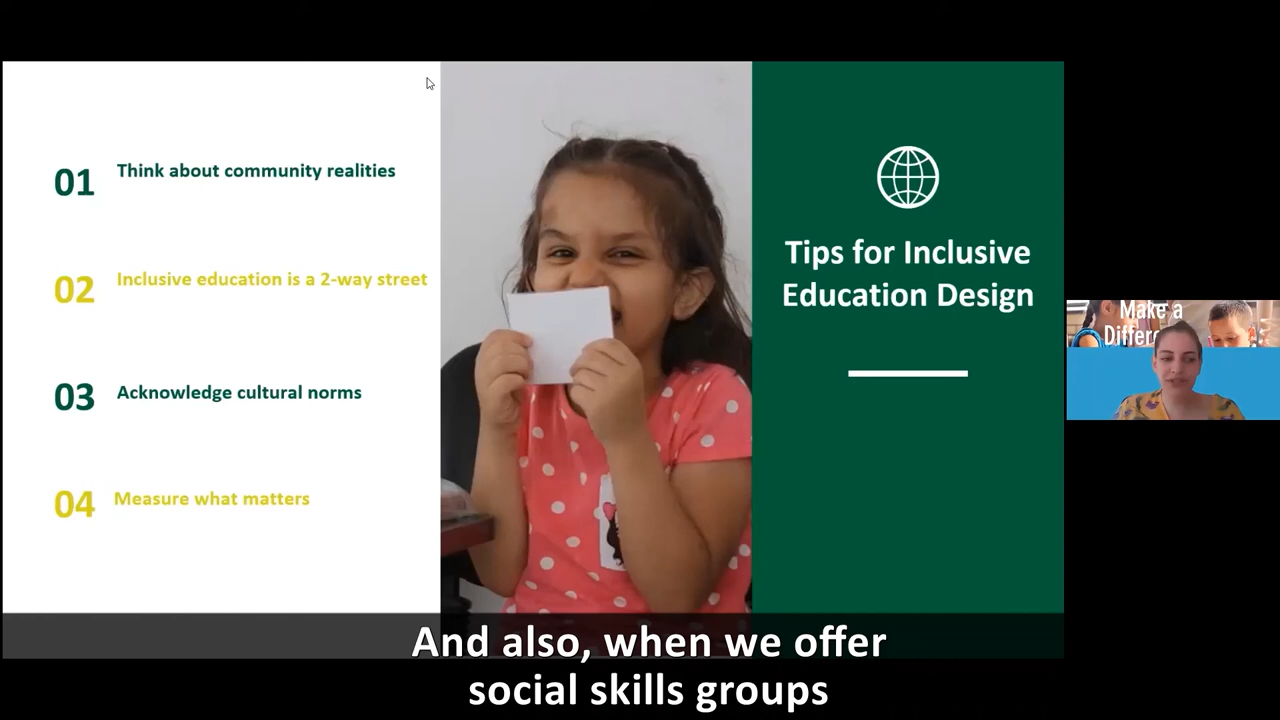 01 Think about community realities
02 Inclusive education is a 2-way street
03 Acknowledge cultural norms
04 Measure what matters
Tips for Inclusive
Education Design
Make a
Differe
And also, when we offer
social skills groups